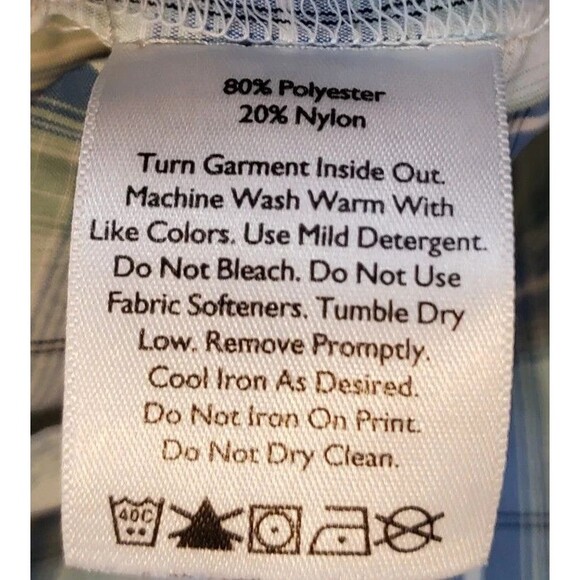 80% Polyester
20% Nylon
Turn Garment Inside Out.
Machine Wash Warm With
Like Colors. Use Mild Detergent.
Do Not Bleach. Do Not Use
Fabric Softeners. Tumble Dry
Low. Remove Promptly.
Cool Iron As Desired.
Do Not Iron On Print.
Do Not Dry Clean.
40C